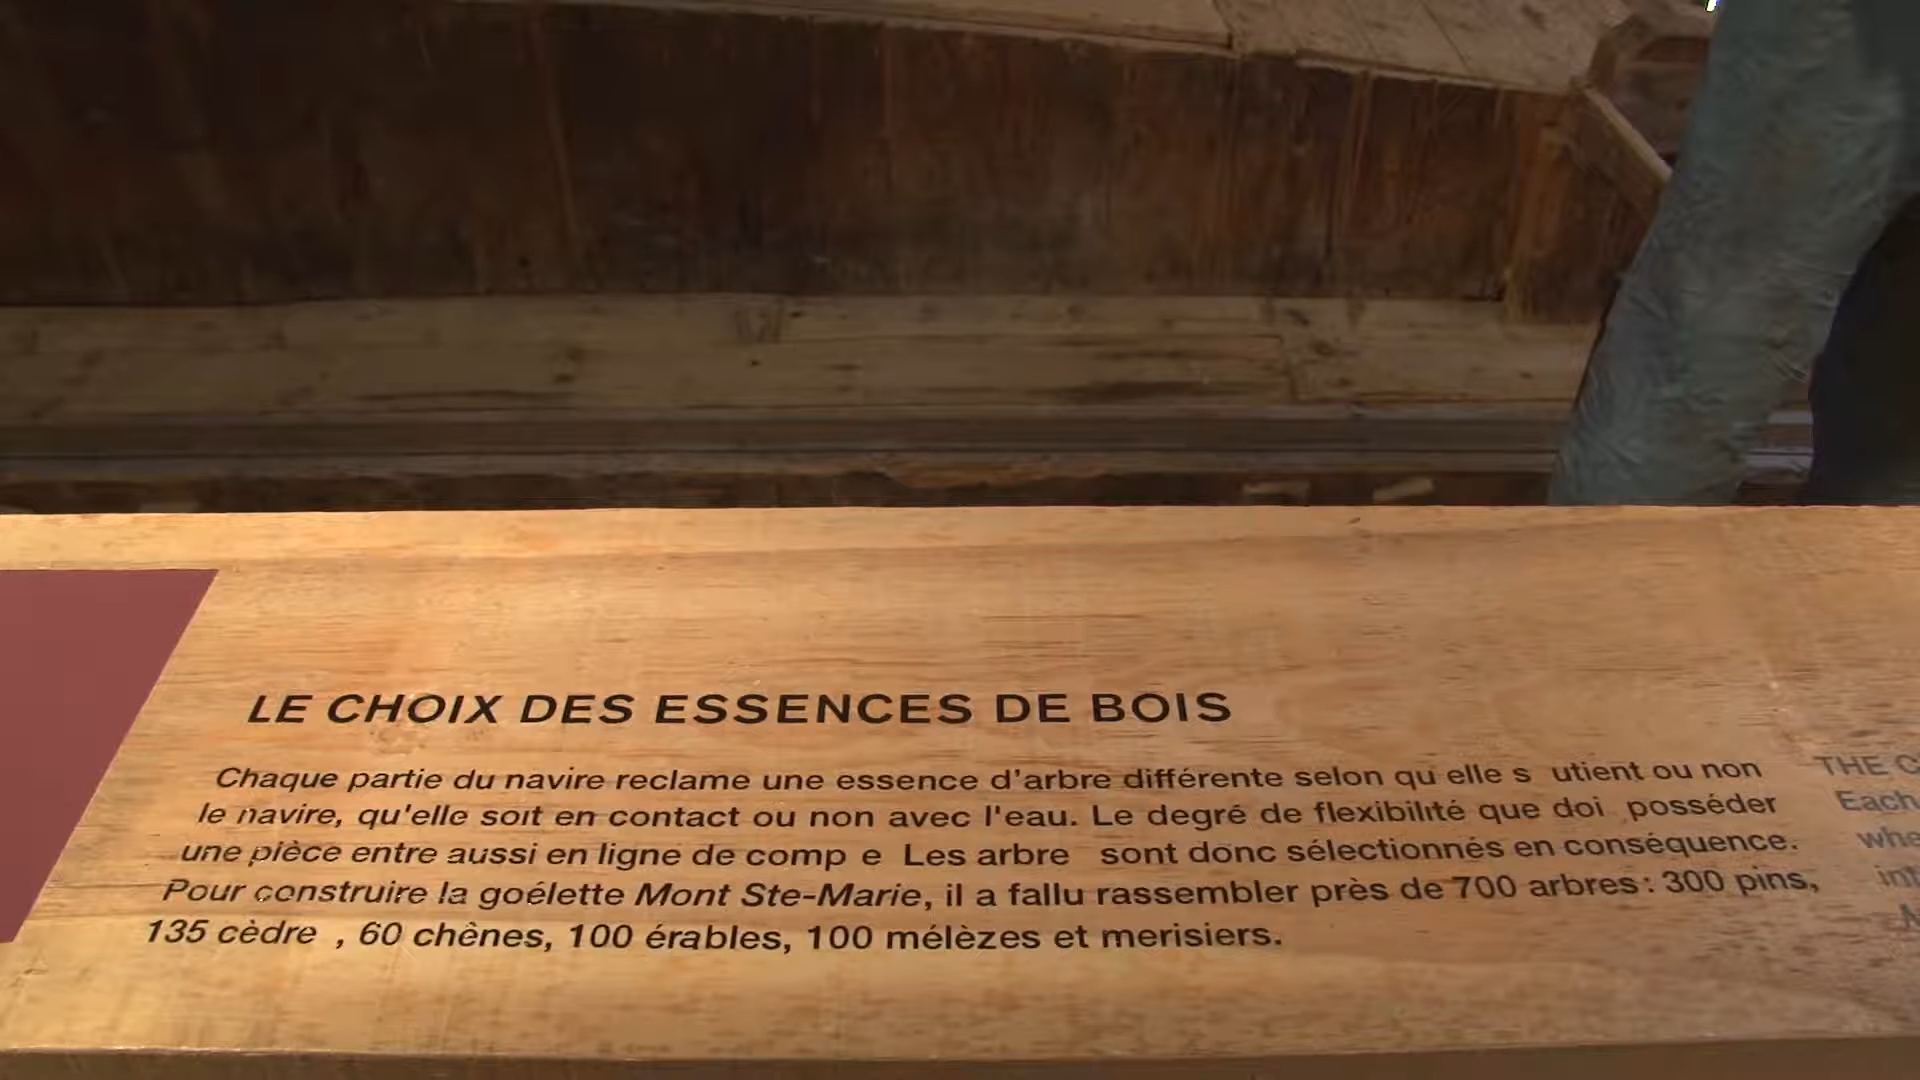 LE CHOIX DES ESSENCES DE BOIS
Chaque partie du navire reclame une essence d'arbre différente selon qu elle s utient ou non
le navire, qu'elle soit en contact ou non avec l'eau. Le degré de flexibilité que doi posséder
une pièce entre aussi en ligne de comp e Les arbre sont donc sélectionnés en conséquence.
Pour construire la goélette Mont Ste-Marie, il a fallu rassembler près de 700 arbres: 300 pins,
135 cèdre , 60 chênes, 100 érables, 100 mélèzes et merisiers.
THE C
Each
whe
int